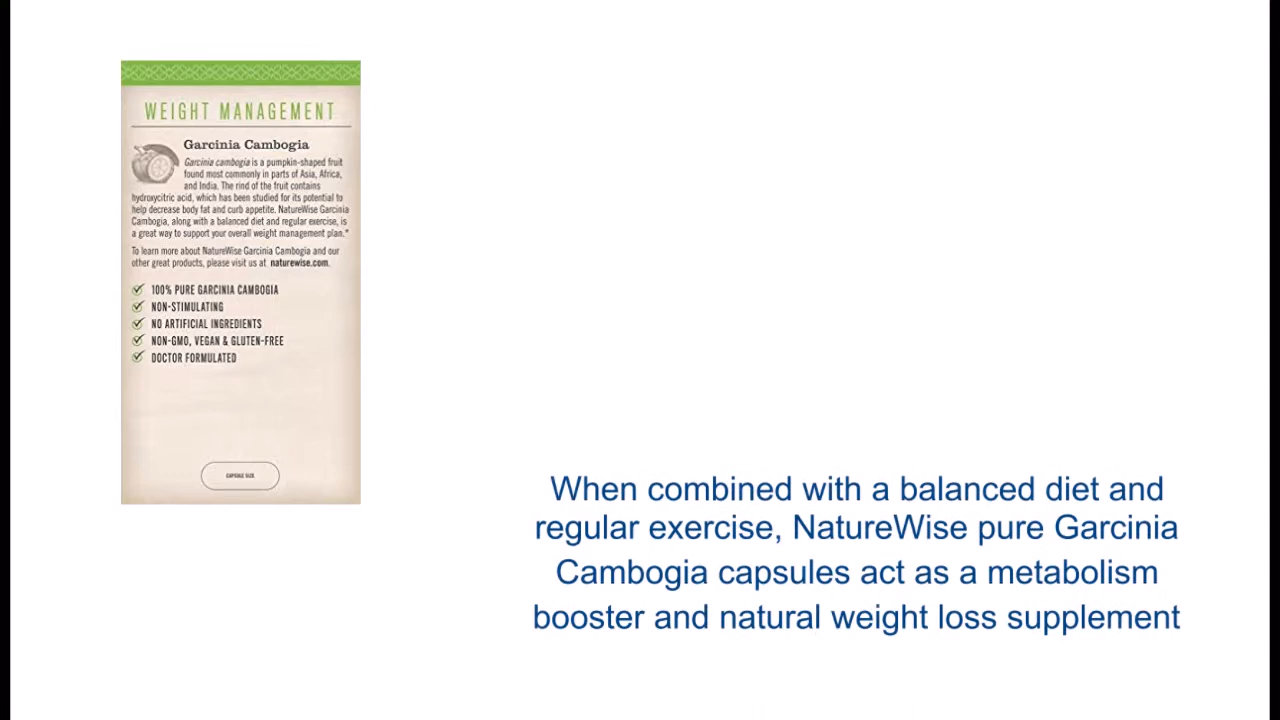 WEIGHT MANAGEMENT
Garcinia Cambogia
Garcinia cambogia is a pumpkin-shaped fruit
found most commonly in parts of Asia, Africa,
and India. The rind of the fruit contains
hydroxycitric acid, which has been studied for its potential to
help decrease body fat and curb appetite. NatureWise Garcinia
Cambogia, along with a balanced diet and regular exercise, is
a great way to support your overall weight management plan.*
To learn more about NatureWise Garcinia Cambogia and our
other great products, please visit us at naturewise.com.
100% PURE GARCINIA CAMBOGIA
NON-STIMULATING
NO ARTIFICIAL INGREDIENTS
NON-GMO, VEGAN & GLUTEN-FREE
DOCTOR FORMULATED
CAPSULE SIZE
When combined with a balanced diet and
regular exercise, NatureWise pure Garcinia
Cambogia capsules act as a metabolism
booster and natural weight loss supplement